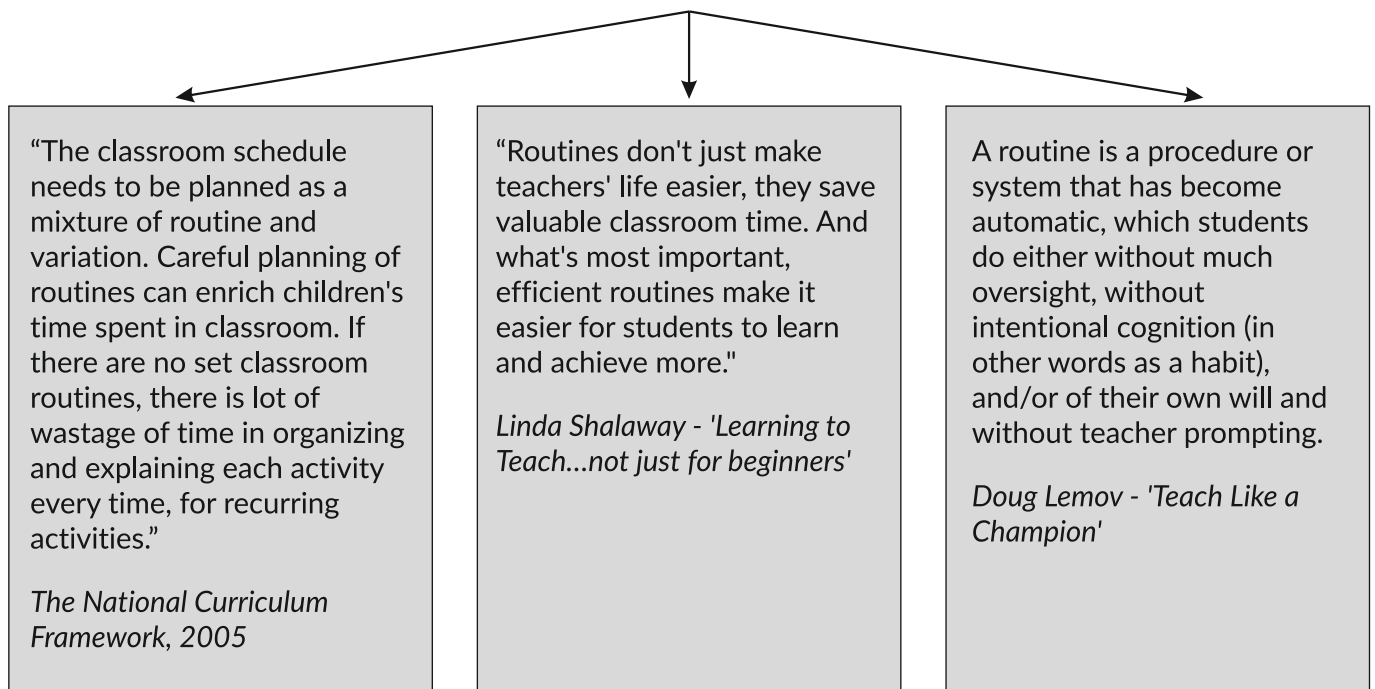 “The classroom schedule
needs to be planned as a
mixture of routine and
variation. Careful planning of
routines can enrich children's
time spent in classroom. If
there are no set classroom
routines, there is lot of
wastage of time in organizing
and explaining each activity
every time, for recurring
activities.”
The National Curriculum
Framework, 2005
“Routines don't just make
teachers' life easier, they save
valuable classroom time. And
what's most important,
efficient routines make it
easier for students to learn
and achieve more."
Linda Shalaway - 'Learning to
Teach...not just for beginners'
A routine is a procedure or
system that has become
automatic, which students
do either without much
oversight, without
intentional cognition (in
other words as a habit),
and/or of their own will and
without teacher prompting.
Doug Lemov - 'Teach Like a
Champion'